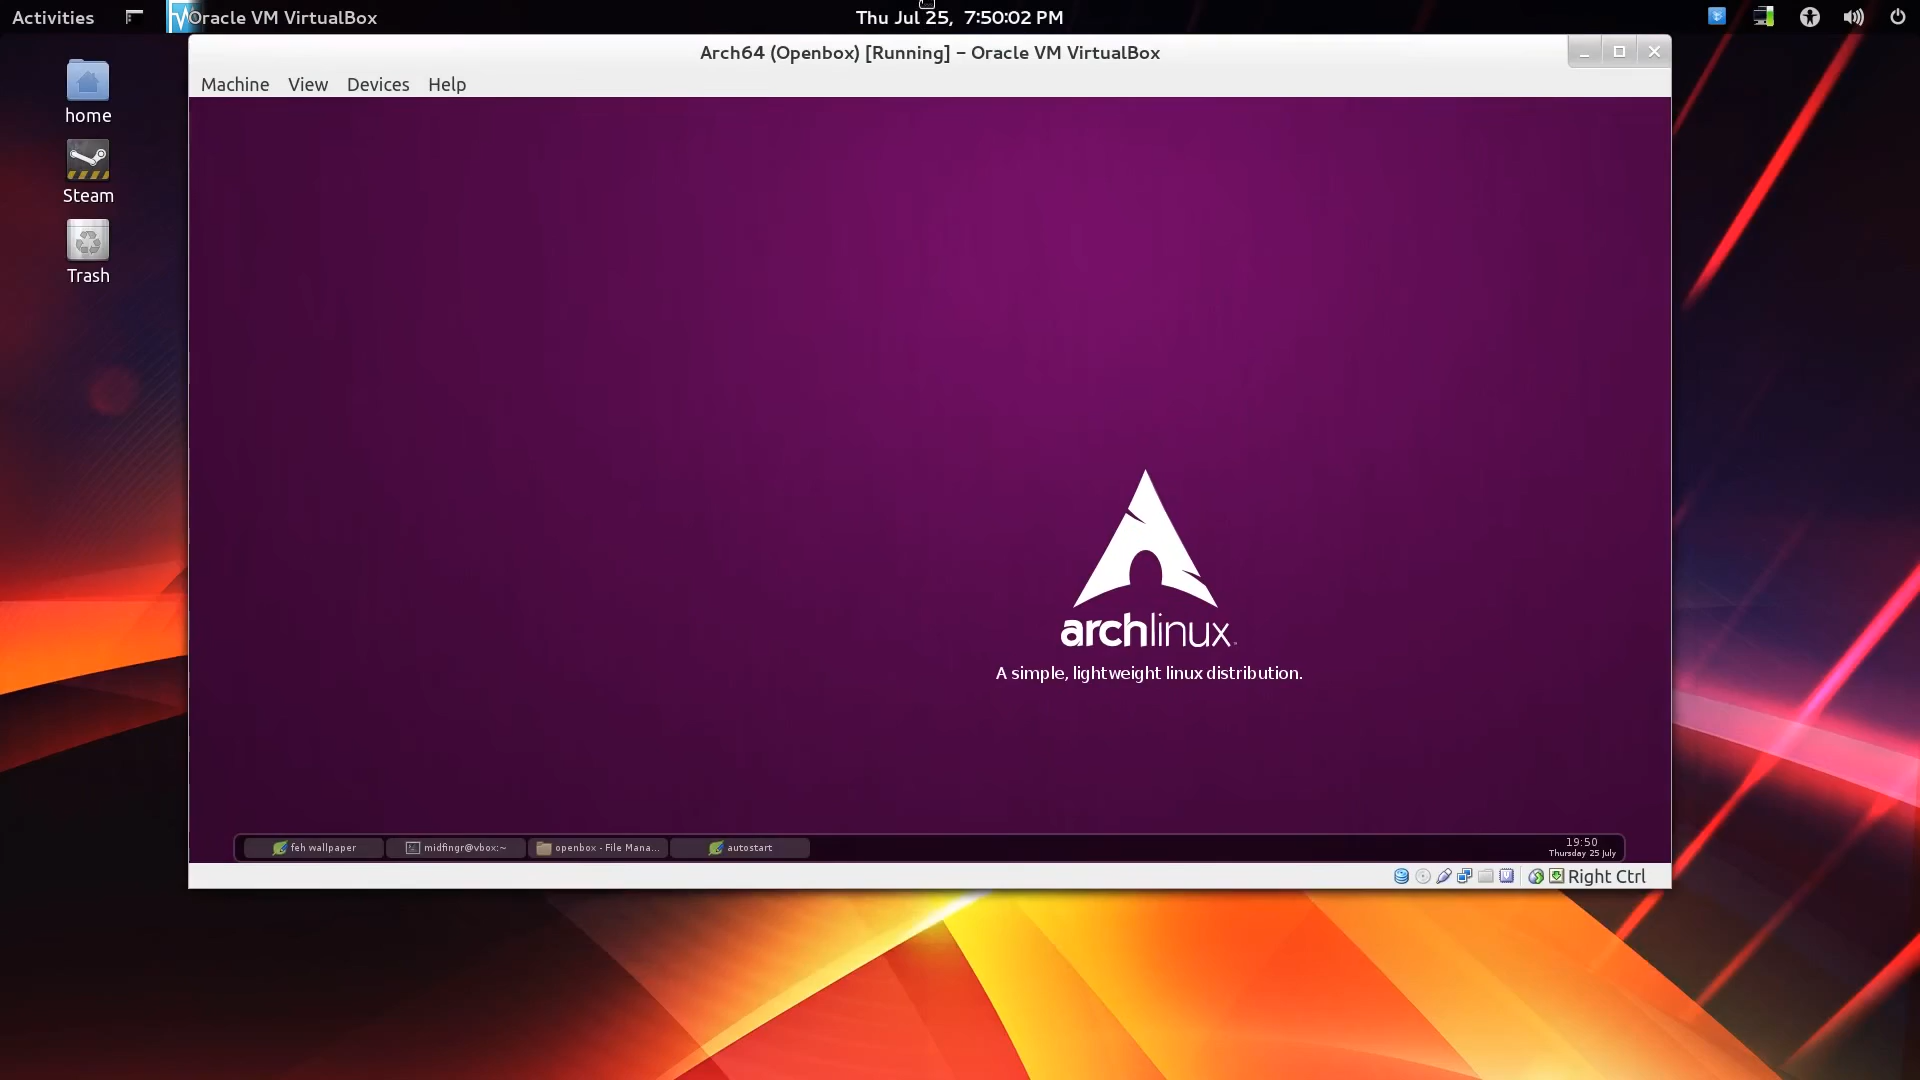 Activities
Oracle VM VirtualBox
Thu Jul 25, 7:50:02 PM
Arch64 (Openbox) [Running] – Oracle VM VirtualBox
Machine View Devices Help
home
Steam
Trash
archlinux
A simple, lightweight linux distribution.
feh wallpaper
midfingr@vbox:~
openbox - File Mana...
autostart
19:50
Thursday 25 July
Right Ctrl